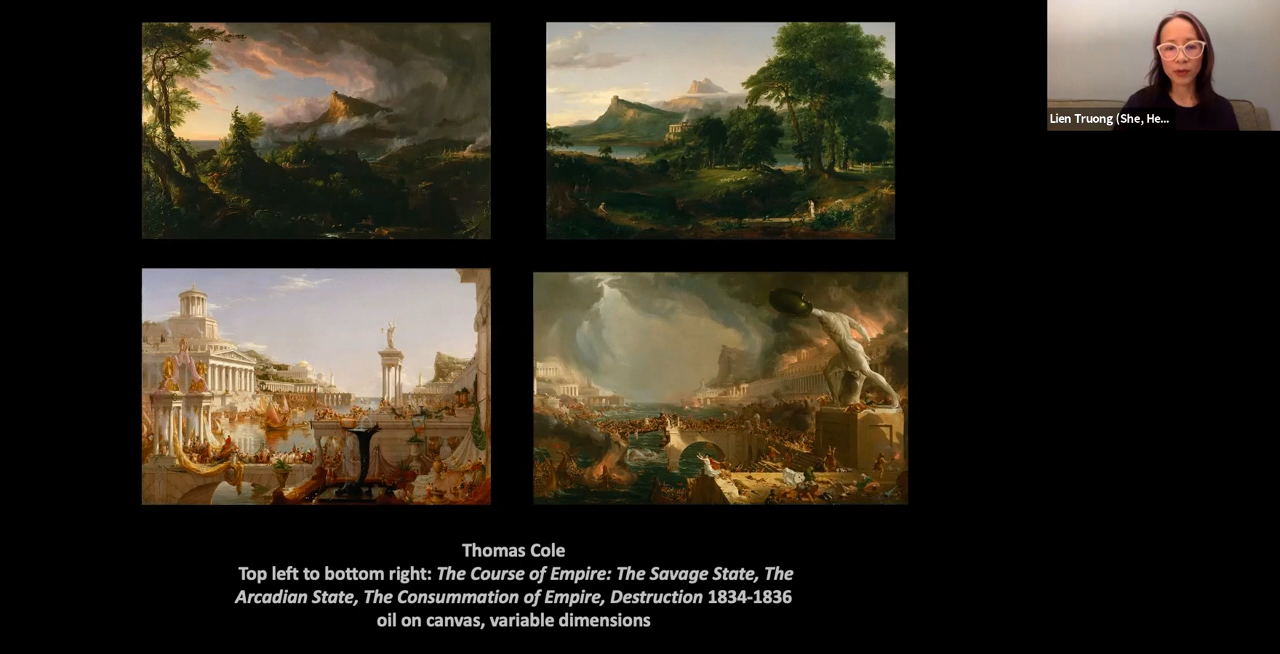 Lien Truong (She, He...
Thomas Cole
Top left to bottom right: The Course of Empire: The Savage State, The
Arcadian State, The Consummation of Empire, Destruction 1834-1836
oil on canvas, variable dimensions